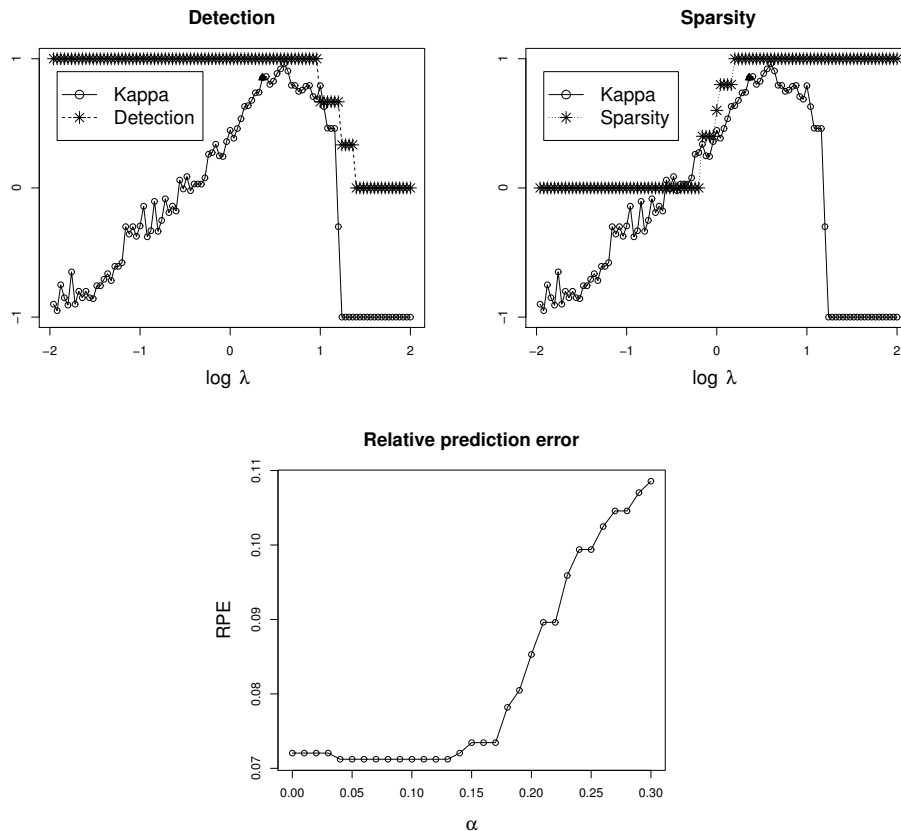 Detection
1
0
−1
Kappa
Detection
−2
−1
0
1
2
log λ
Sparsity
1
0
−1
Kappa
Sparsity
−2
−1
0
1
2
log λ
Relative prediction error
RPE
0.11
0.10
0.09
0.08
0.07
0.00
0.05
0.10
0.15
0.20
0.25
0.30
α